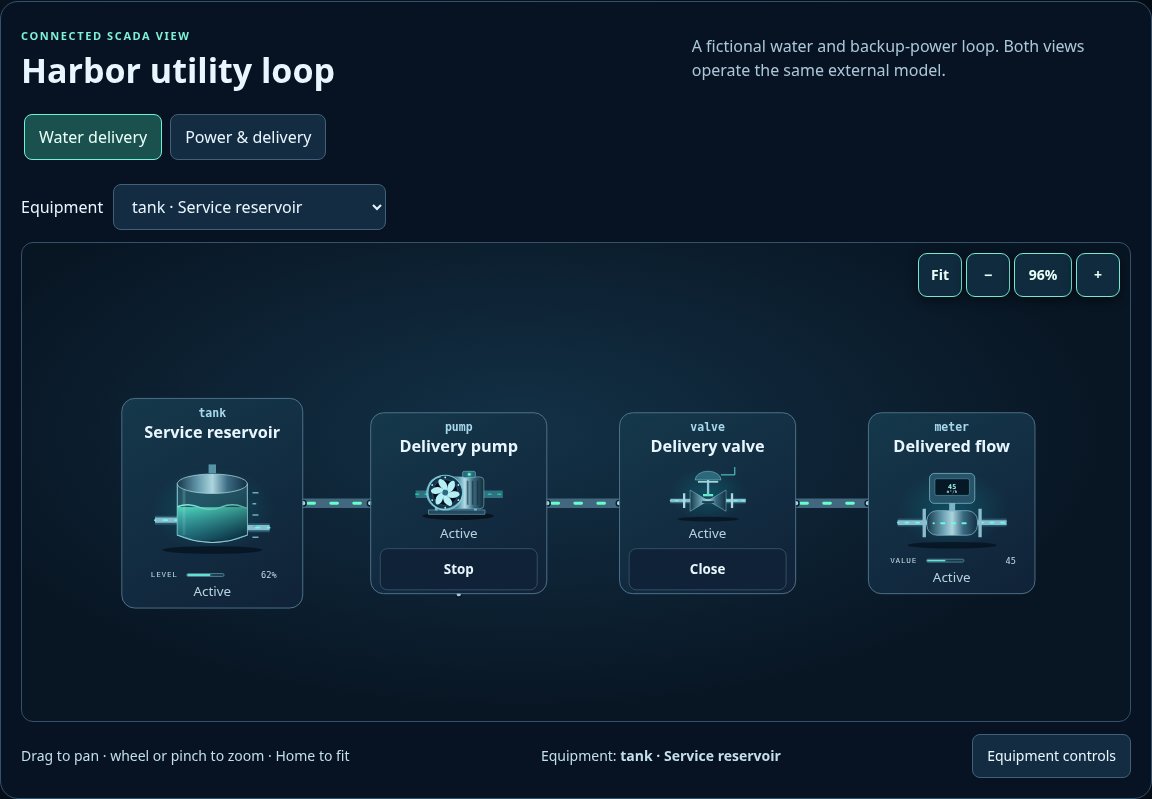 CONNECTED SCADA VIEW
Harbor utility loop
A fictional water and backup-power loop. Both views
operate the same external model.
Water delivery
Power & delivery
Equipment
tank · Service reservoir
Fit
−
96%
+
tank
Service reservoir
LEVEL
62%
Active
pump
Delivery pump
Active
Stop
valve
Delivery valve
Active
Close
meter
Delivered flow
45
m³/h
VALUE
45
Active
Drag to pan · wheel or pinch to zoom · Home to fit
Equipment: tank · Service reservoir
Equipment controls